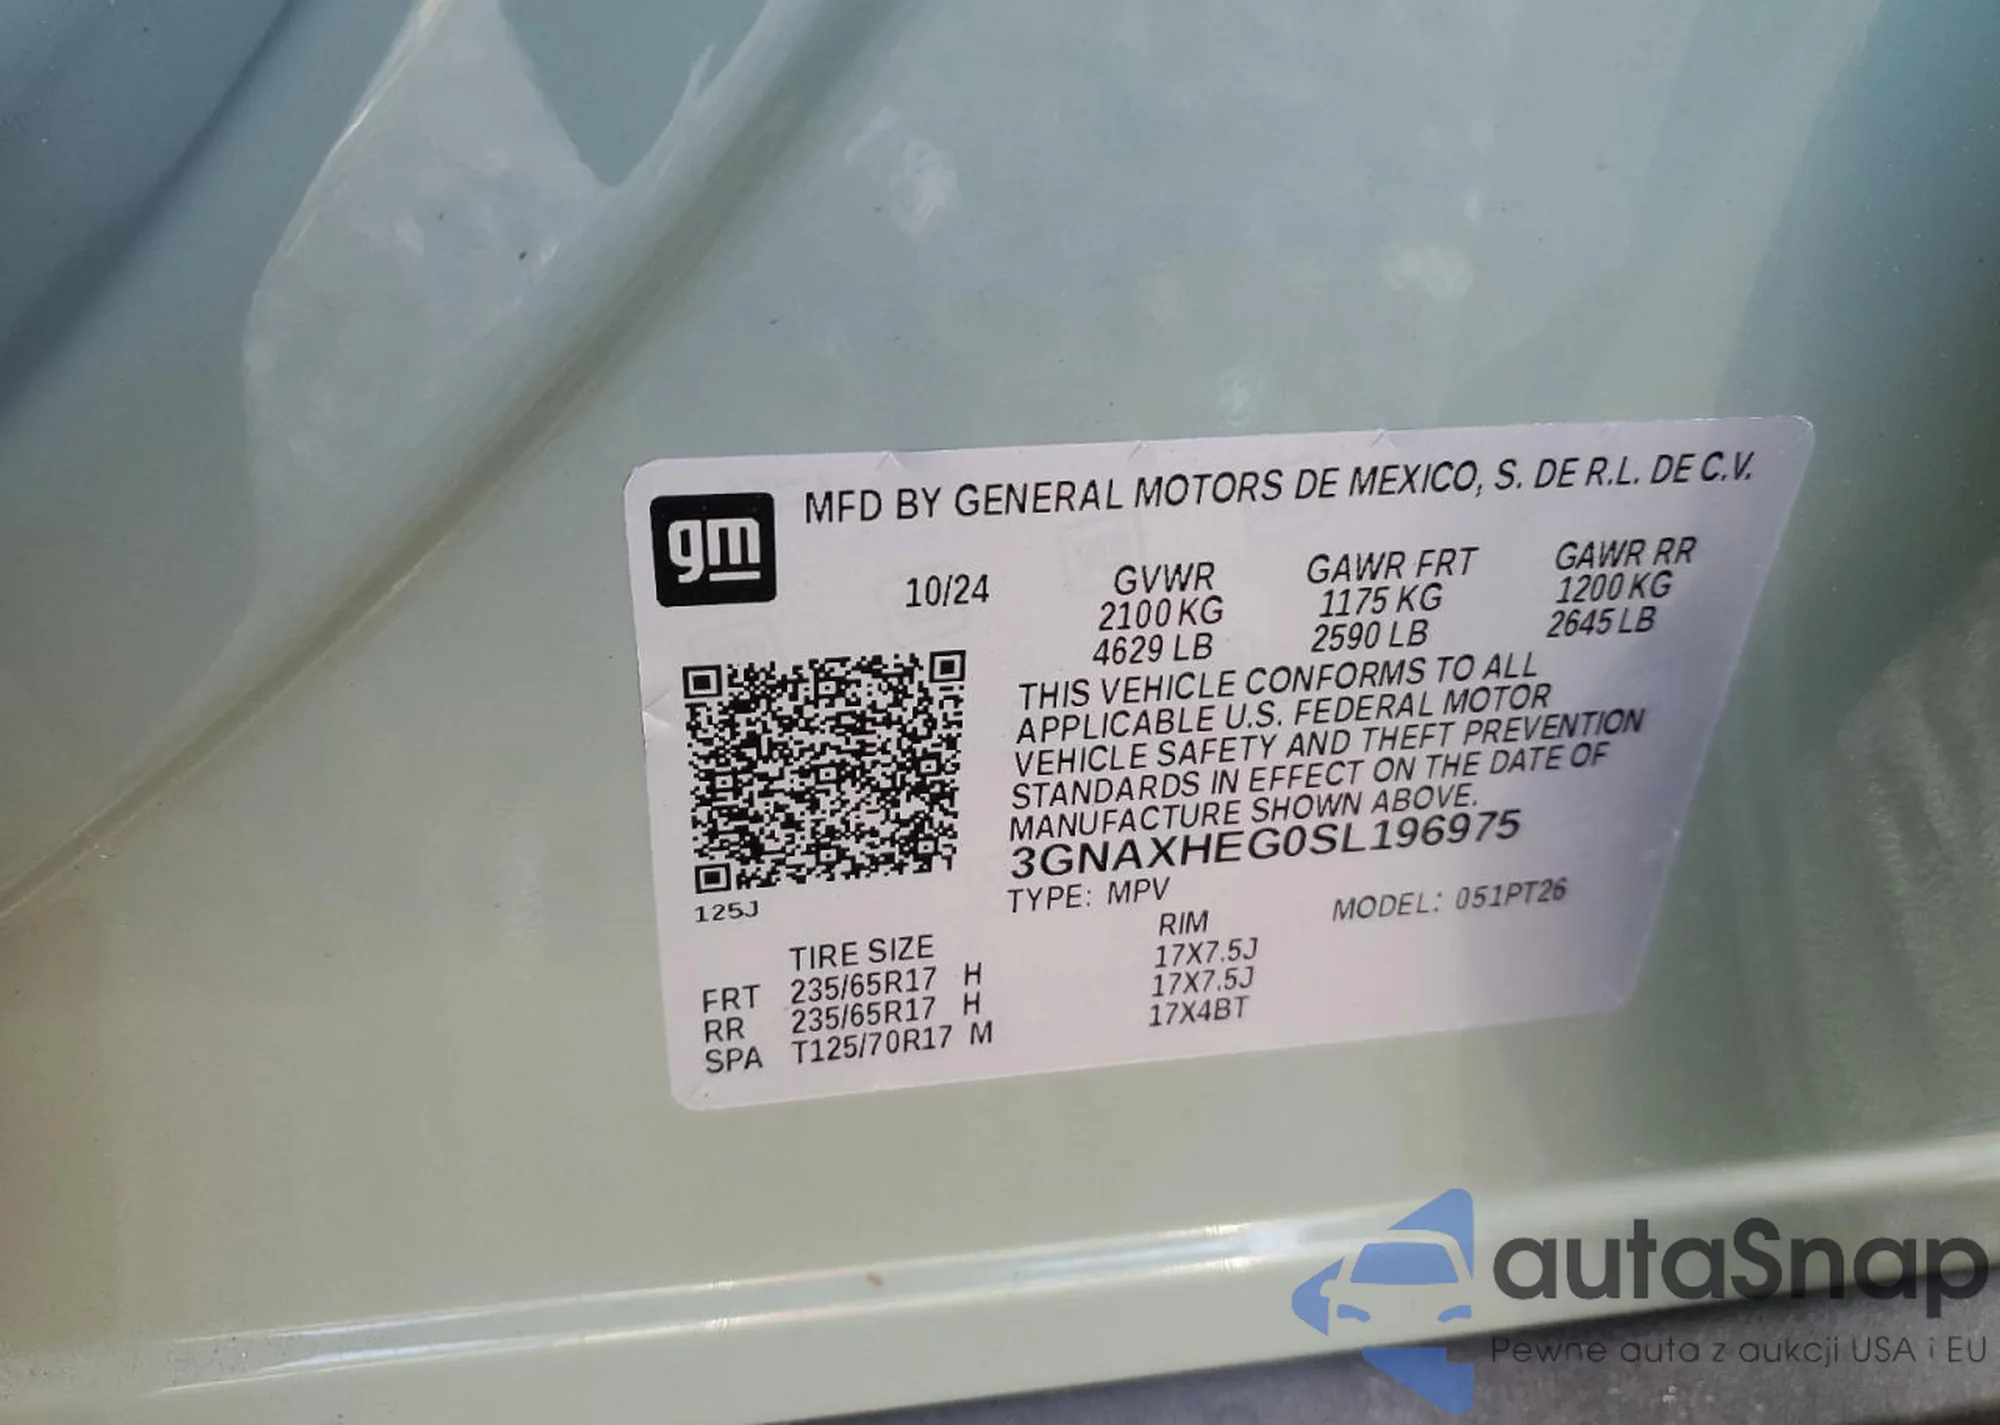 gm
MFD BY GENERAL MOTORS DE MEXICO, S. DE R.L. DE C.V.
10/24 GVWR GAWR FRT GAWR RR
2100 KG 1175 KG 1200 KG
4629 LB 2590 LB 2645 LB
THIS VEHICLE CONFORMS TO ALL
APPLICABLE U.S. FEDERAL MOTOR
VEHICLE SAFETY AND THEFT PREVENTION
STANDARDS IN EFFECT ON THE DATE OF
MANUFACTURE SHOWN ABOVE.
3GNAXHEG0SL196975
125J
TYPE: MPV MODEL: 051PT26
TIRE SIZE RIM
FRT 235/65R17 H 17X7.5J
RR 235/65R17 H 17X7.5J
SPA T125/70R17 M 17X4BT
autaSnap
Pewne auta z aukcji USA i EU